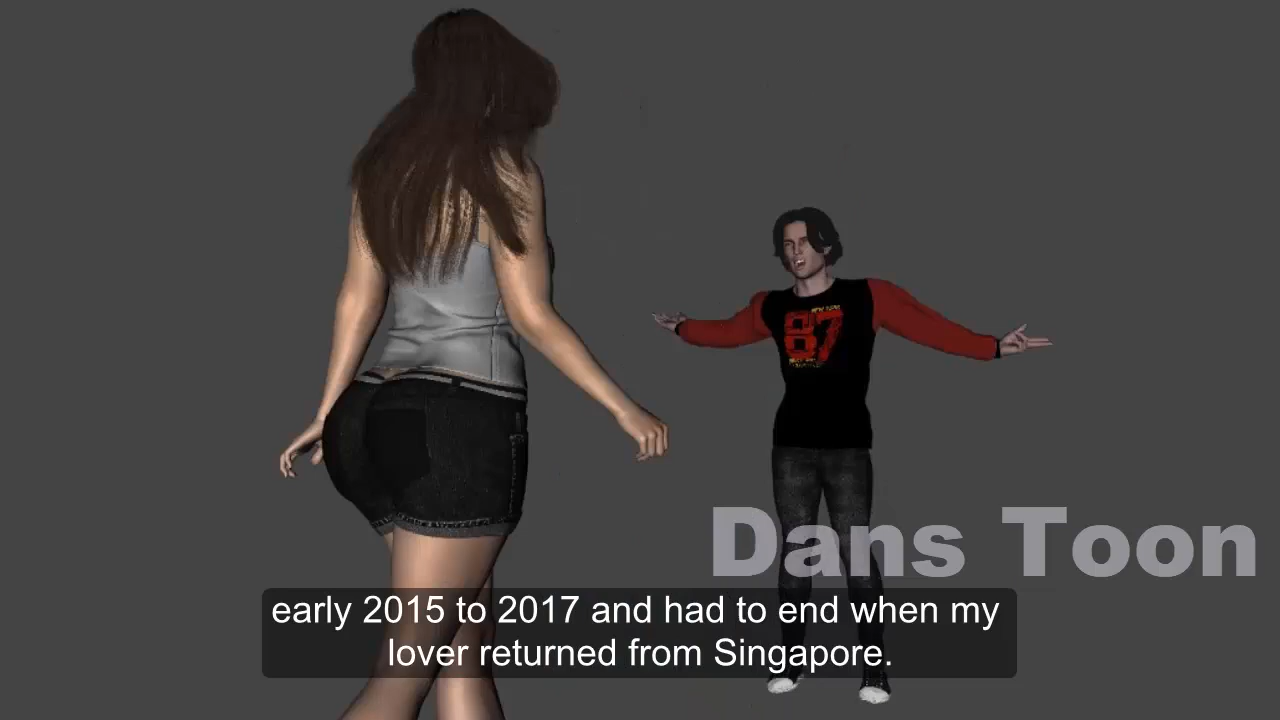 87
Dans Toon
early 2015 to 2017 and had to end when my
lover returned from Singapore.